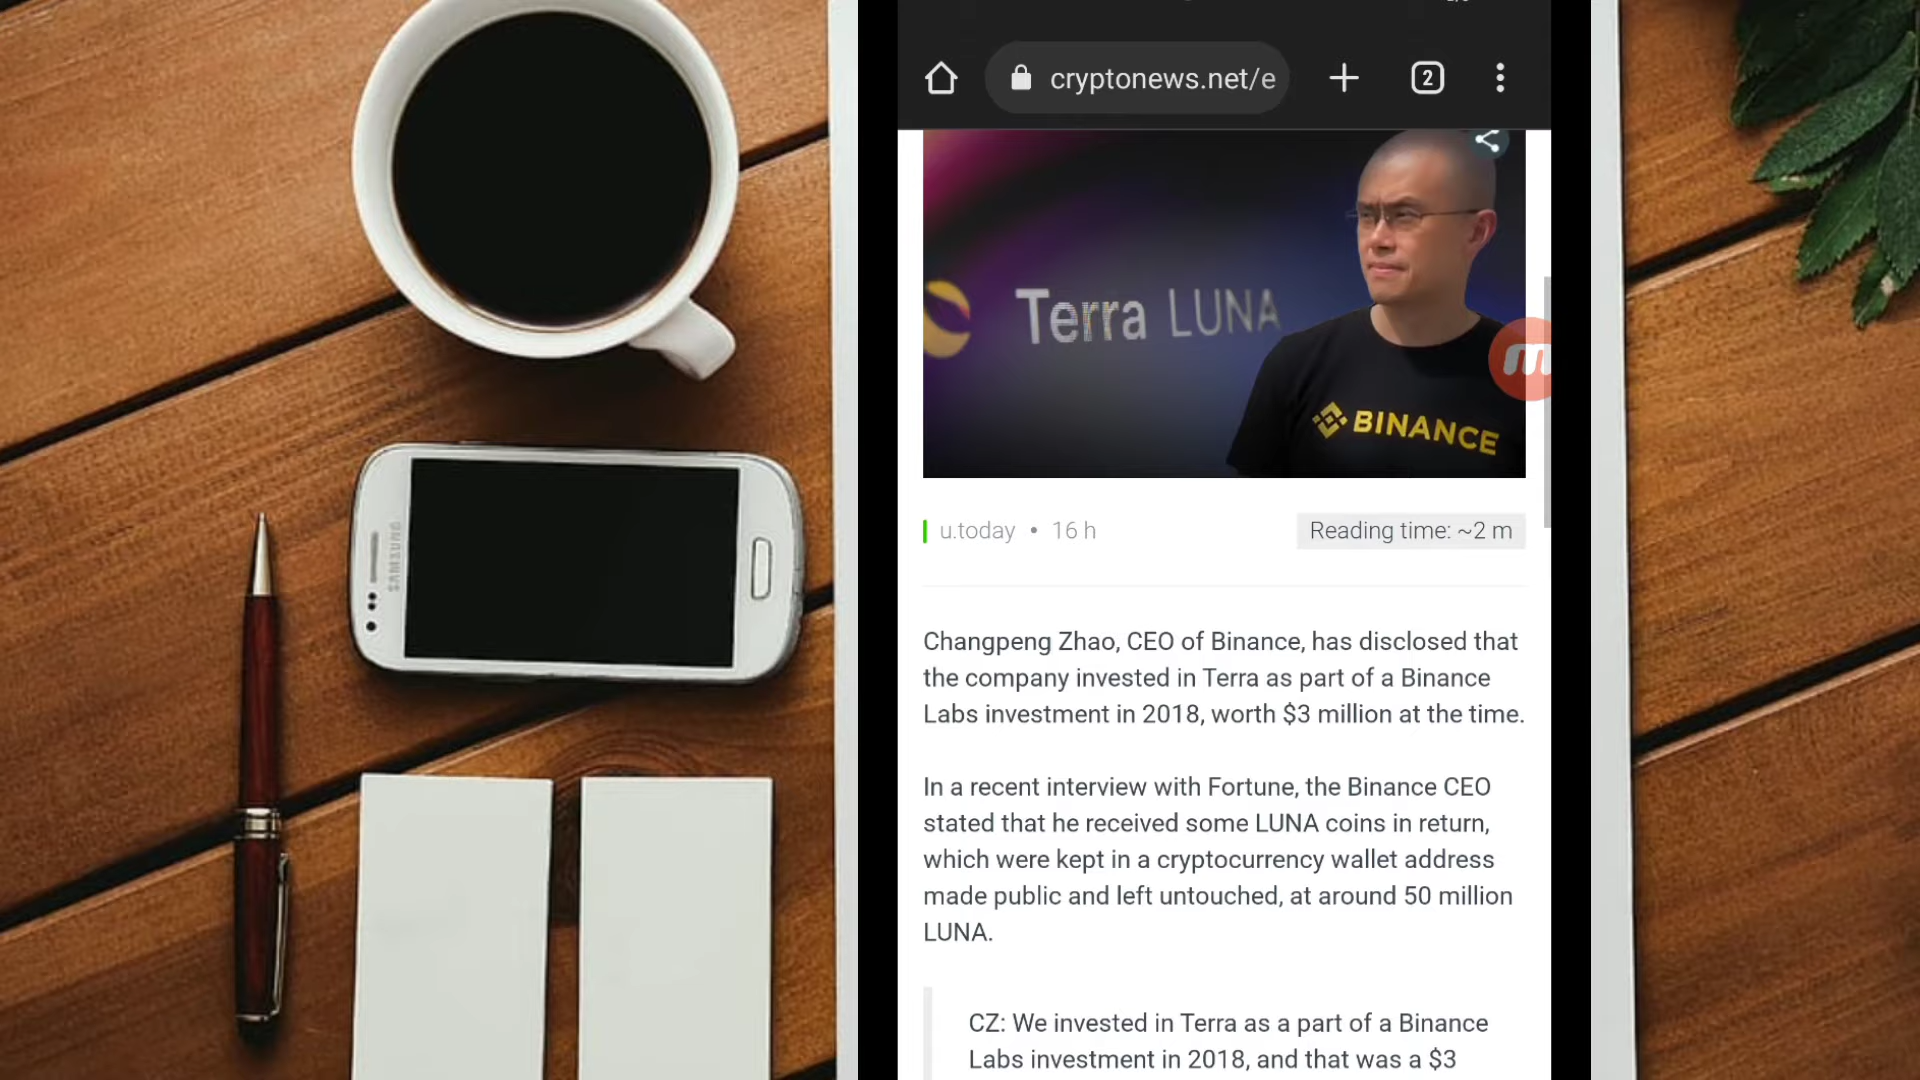 cryptonews.net/e
2
Terra LUNA
BINANCE
SAMSUNG
u.today • 16 h
Reading time: ~2 m
Changpeng Zhao, CEO of Binance, has disclosed that
the company invested in Terra as part of a Binance
Labs investment in 2018, worth $3 million at the time.
In a recent interview with Fortune, the Binance CEO
stated that he received some LUNA coins in return,
which were kept in a cryptocurrency wallet address
made public and left untouched, at around 50 million
LUNA.
CZ: We invested in Terra as a part of a Binance
Labs investment in 2018, and that was a $3